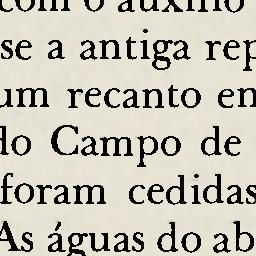 com o auxílio
se a antiga rep
um recanto en
do Campo de
foram cedidas
As águas do ab